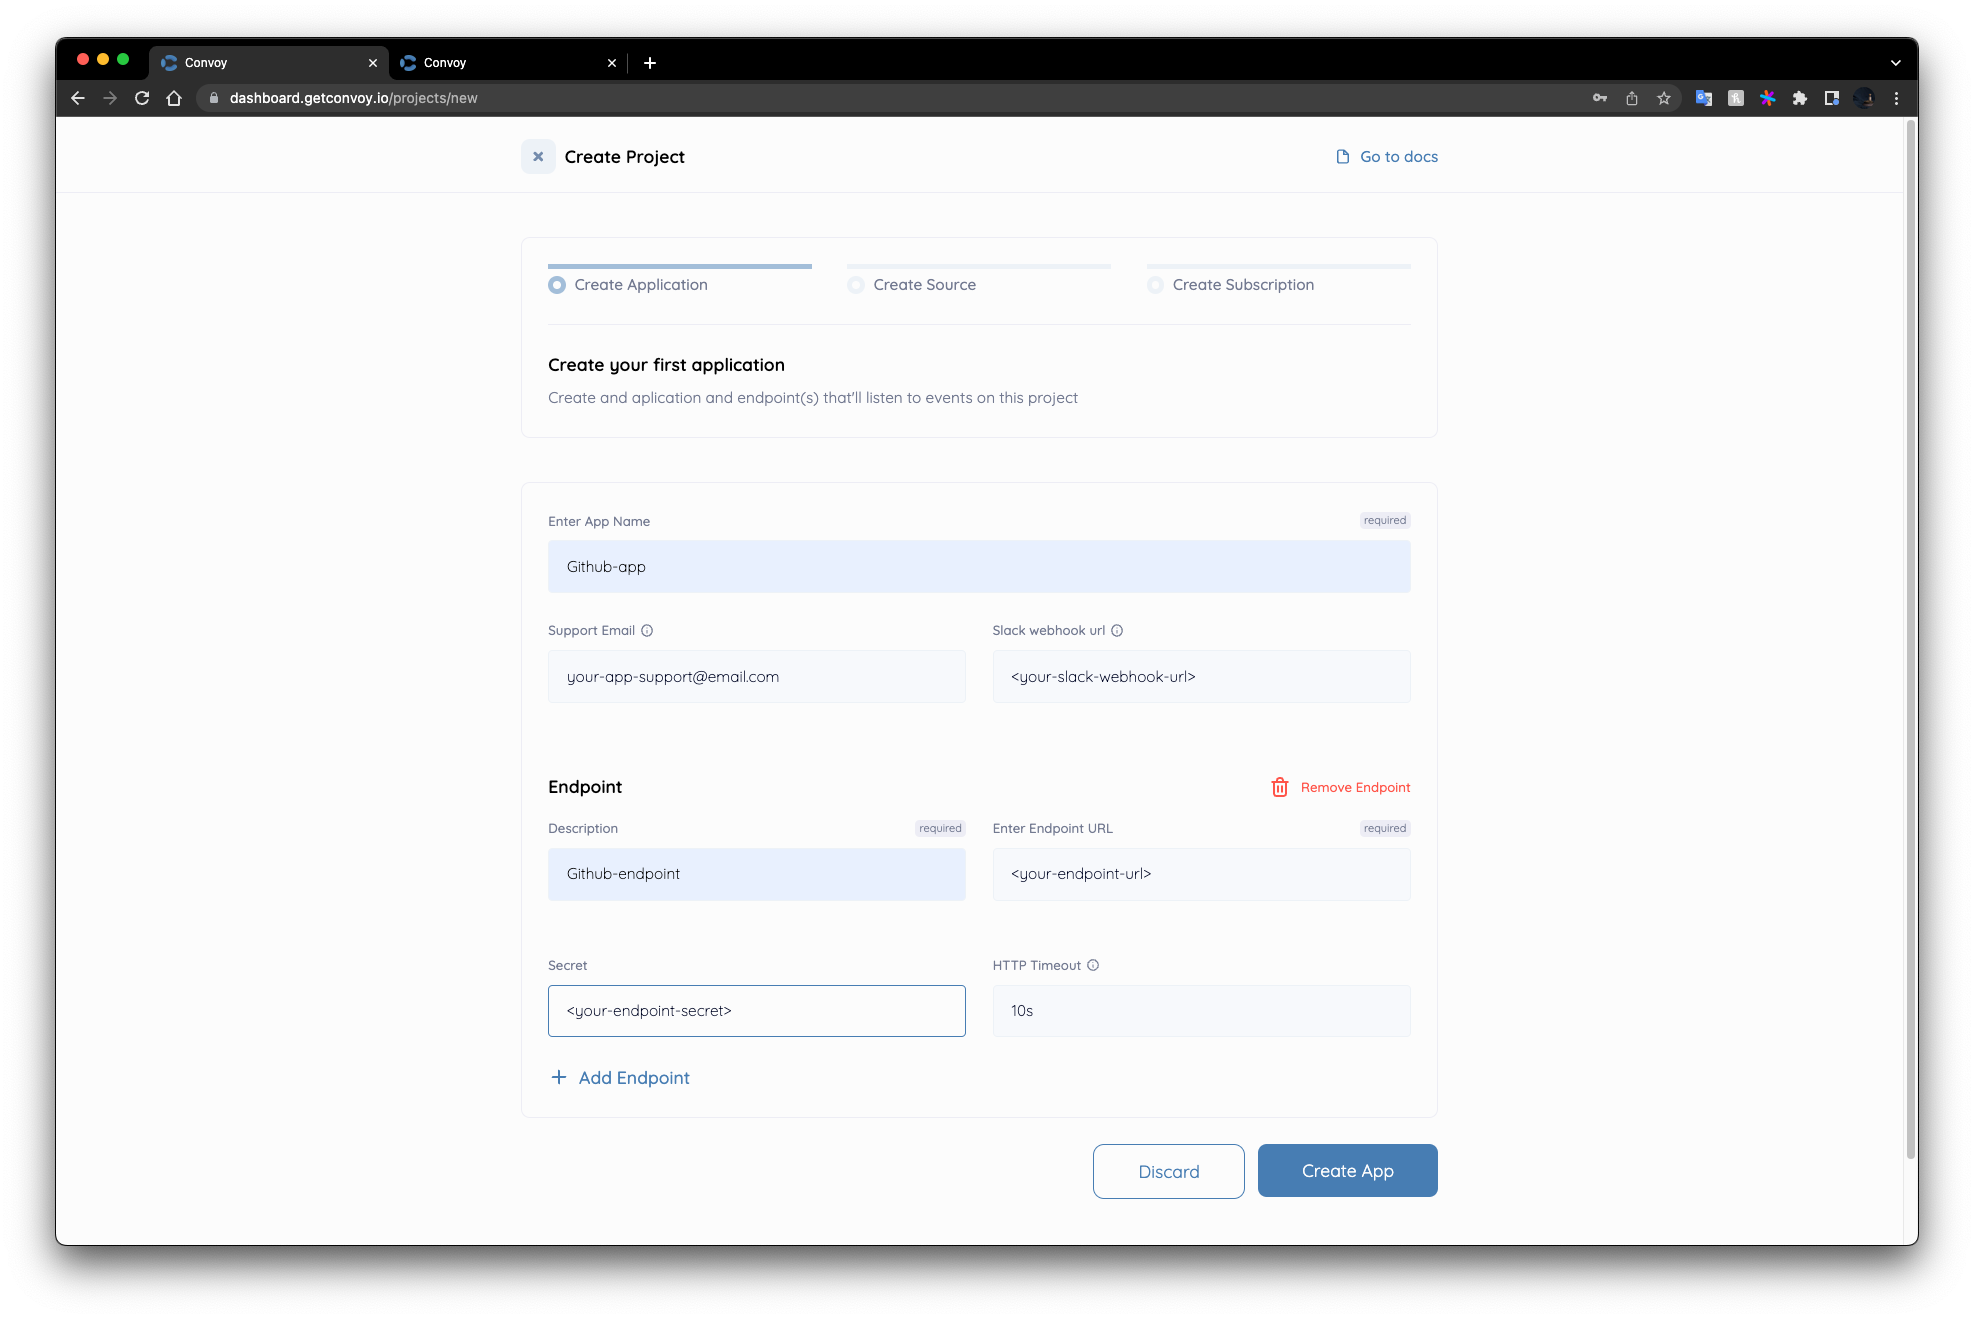 Convoy
Convoy
dashboard.getconvoy.io/projects/new
Create Project
Go to docs
Create Application
Create Source
Create Subscription
Create your first application
Create and aplication and endpoint(s) that'll listen to events on this project
Enter App Name
required
Github-app
Support Email
Slack webhook url
your-app-support@email.com
<your-slack-webhook-url>
Endpoint
Remove Endpoint
Description
required
Enter Endpoint URL
required
Github-endpoint
<your-endpoint-url>
Secret
HTTP Timeout
<your-endpoint-secret>
10s
Add Endpoint
Discard
Create App